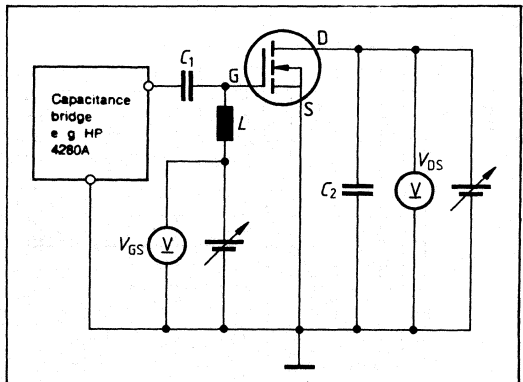 C1
D
G
S
Capacitance
bridge
e g HP
4280A
L
VGS
V
C2
VDS
V